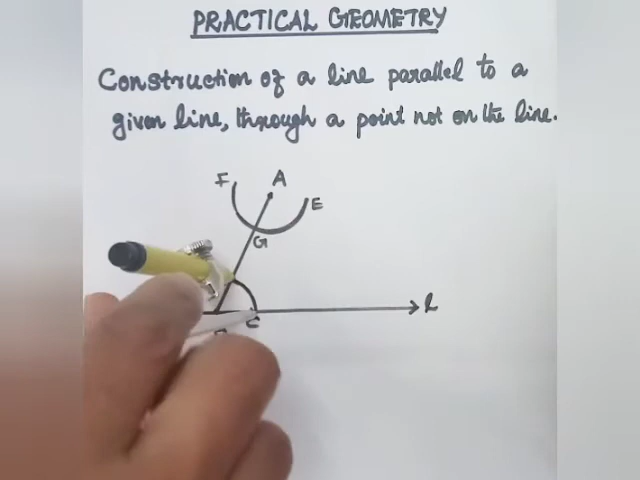 PRACTICAL GEOMETRY
Construction of a line parallel to a
given line, through a point not on the line.
F
A
E
G
C
l